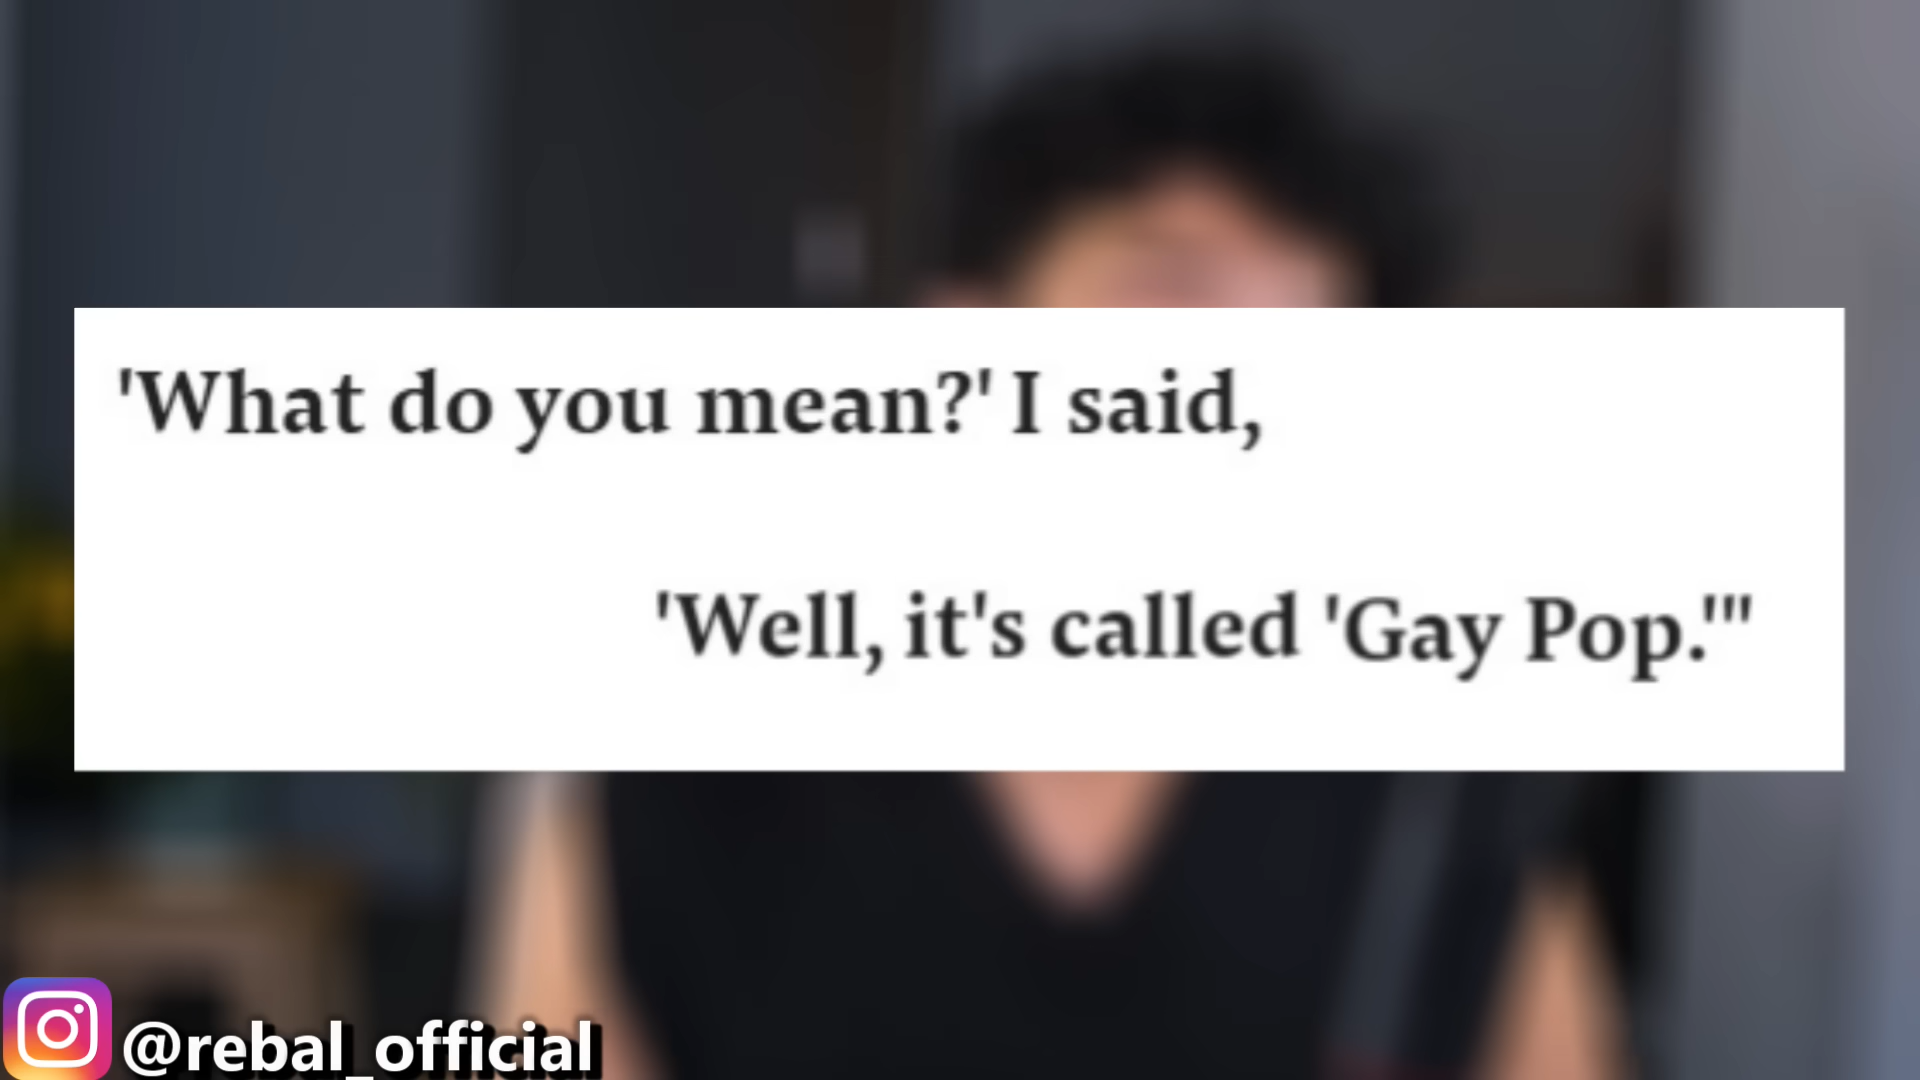 'What do you mean?' I said,
'Well, it's called 'Gay Pop.'"
@rebal_official